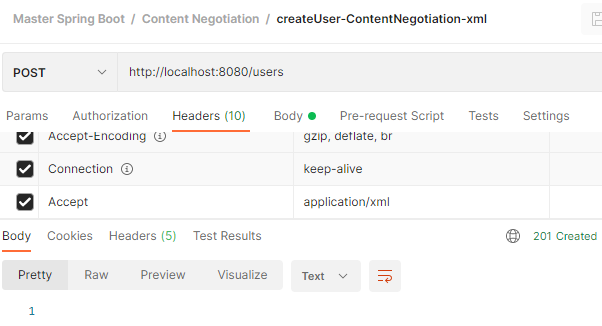 Master Spring Boot / Content Negotiation / createUser-ContentNegotiation-xml
POST http://localhost:8080/users
Params Authorization Headers (10) Body Pre-request Script Tests Settings
Accept-Encoding gzip, deflate, br
Connection keep-alive
Accept application/xml
Body Cookies Headers (5) Test Results 201 Created
Pretty Raw Preview Visualize Text
1